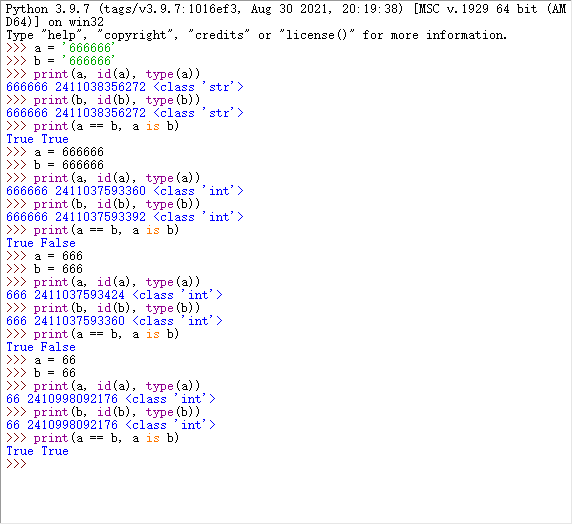 Python 3.9.7 (tags/v3.9.7:1016ef3, Aug 30 2021, 20:19:38) [MSC v.1929 64 bit (AM
D64)] on win32
Type "help", "copyright", "credits" or "license()" for more information.
>>> a = '666666'
>>> b = '666666'
>>> print(a, id(a), type(a))
666666 2411038356272 <class 'str'>
>>> print(b, id(b), type(b))
666666 2411038356272 <class 'str'>
>>> print(a == b, a is b)
True True
>>> a = 666666
>>> b = 666666
>>> print(a, id(a), type(a))
666666 2411037593360 <class 'int'>
>>> print(b, id(b), type(b))
666666 2411037593392 <class 'int'>
>>> print(a == b, a is b)
True False
>>> a = 666
>>> b = 666
>>> print(a, id(a), type(a))
666 2411037593424 <class 'int'>
>>> print(b, id(b), type(b))
666 2411037593360 <class 'int'>
>>> print(a == b, a is b)
True False
>>> a = 66
>>> b = 66
>>> print(a, id(a), type(a))
66 2410998092176 <class 'int'>
>>> print(b, id(b), type(b))
66 2410998092176 <class 'int'>
>>> print(a == b, a is b)
True True
>>>